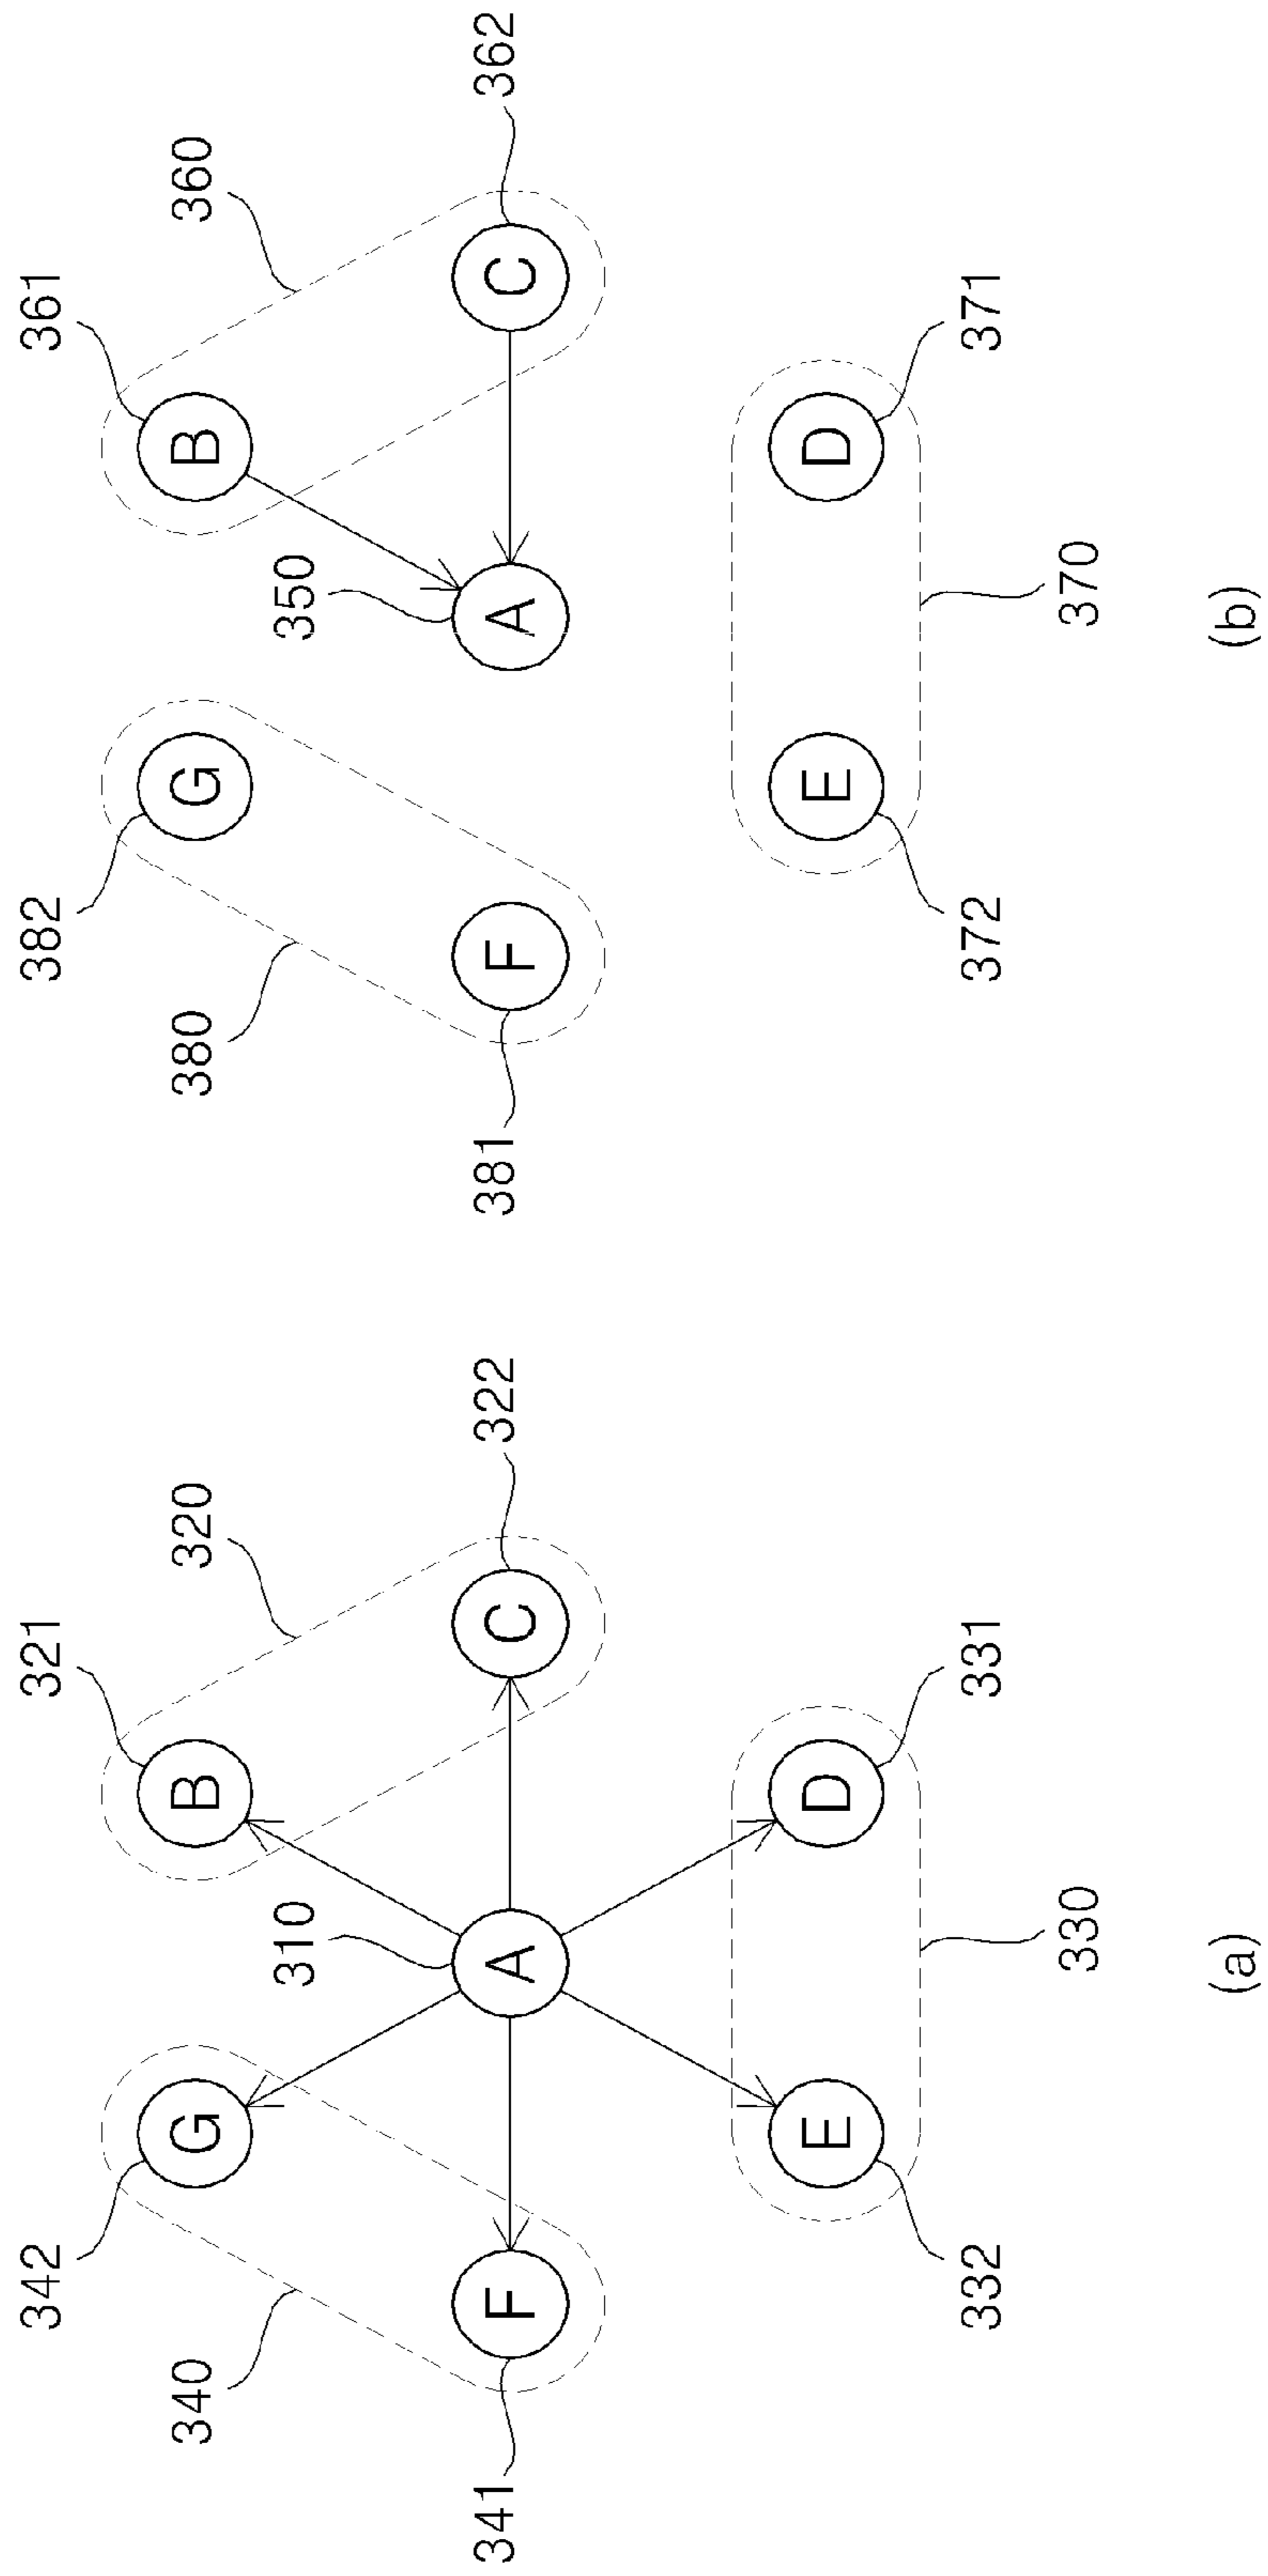 342 321 382 361
340 G B 320 380 G B 360
310 350
341 F A C 322 381 F A C 362
E D E D
332 331 372 371
330 370
(a) (b)